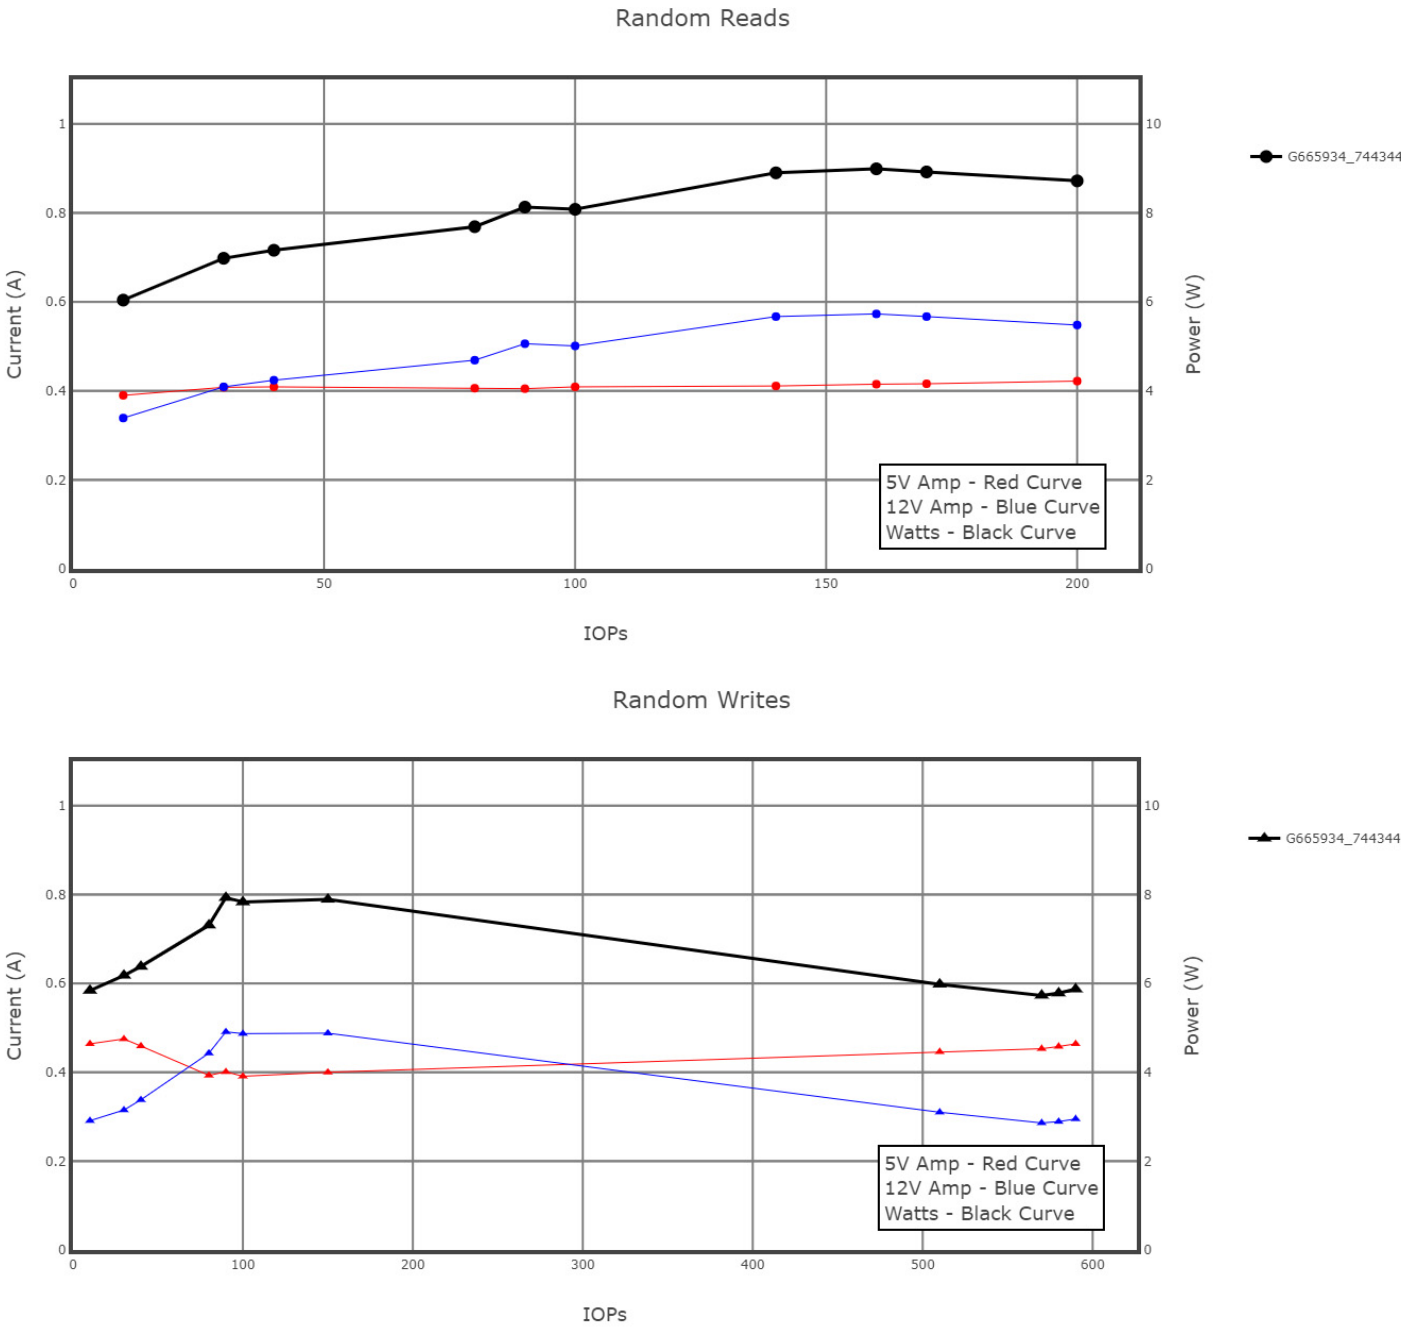 Random Reads
1
0.8
0.6
0.4
0.2
0
Current (A)
10
8
6
4
2
0
Power (W)
G665934_744344
5V Amp - Red Curve
12V Amp - Blue Curve
Watts - Black Curve
0 50 100 150 200
IOPs
Random Writes
1
0.8
0.6
0.4
0.2
0
Current (A)
10
8
6
4
2
0
Power (W)
G665934_744344
5V Amp - Red Curve
12V Amp - Blue Curve
Watts - Black Curve
0 100 200 300 400 500 600
IOPs